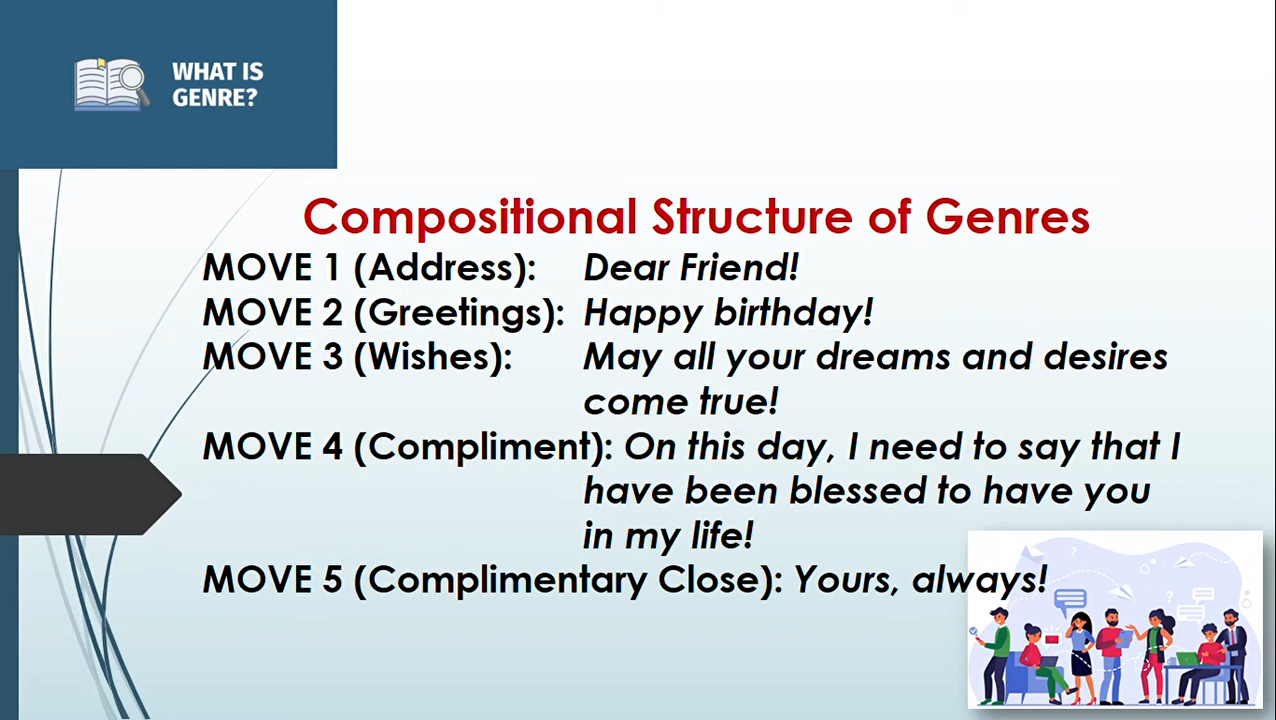 WHAT IS
GENRE?
Compositional Structure of Genres
MOVE 1 (Address): Dear Friend!
MOVE 2 (Greetings): Happy birthday!
MOVE 3 (Wishes): May all your dreams and desires
come true!
MOVE 4 (Compliment): On this day, I need to say that I
have been blessed to have you
in my life!
MOVE 5 (Complimentary Close): Yours, always!